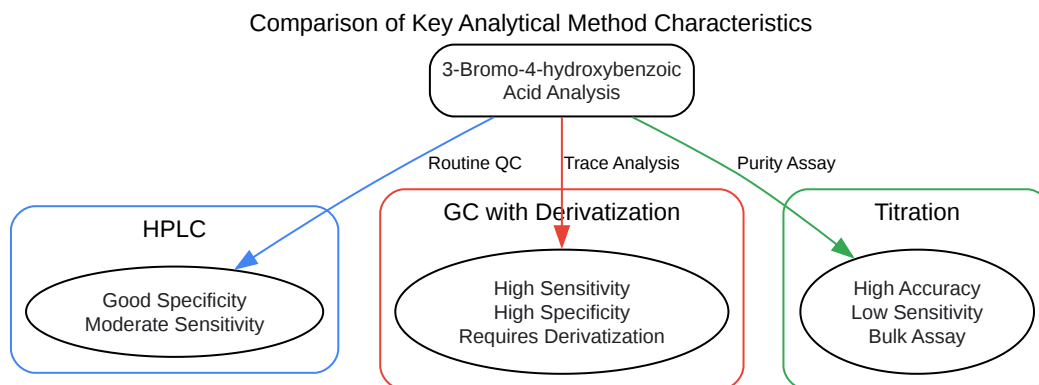 Comparison of Key Analytical Method Characteristics
3-Bromo-4-hydroxybenzoic
Acid Analysis
Routine QC
Trace Analysis
Purity Assay
HPLC
GC with Derivatization
Titration
Good Specificity
Moderate Sensitivity
High Sensitivity
High Specificity
Requires Derivatization
High Accuracy
Low Sensitivity
Bulk Assay